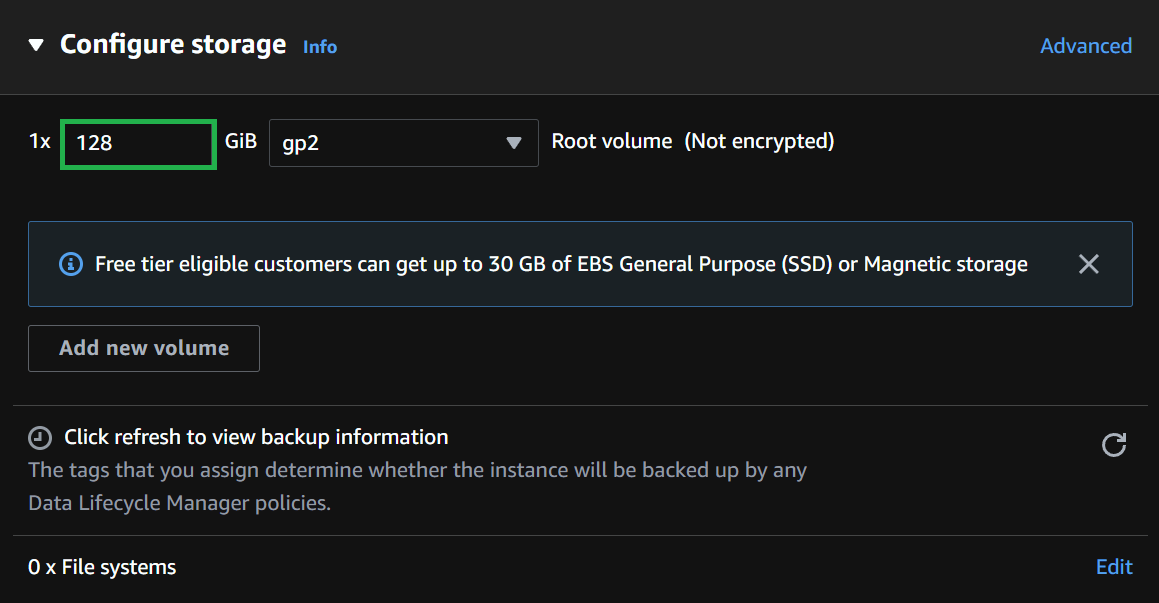 Configure storage Info Advanced
1x 128 GiB gp2 Root volume (Not encrypted)
Free tier eligible customers can get up to 30 GB of EBS General Purpose (SSD) or Magnetic storage
Add new volume
Click refresh to view backup information
The tags that you assign determine whether the instance will be backed up by any
Data Lifecycle Manager policies.
0 x File systems Edit